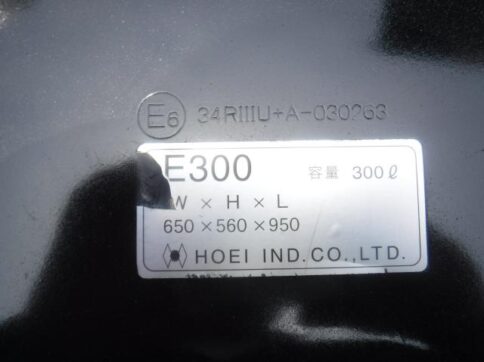 E6 34RIIIU+A-030263
E300 容量 300ℓ
W × H × L
650×560×950
HOEI IND.CO.,LTD.